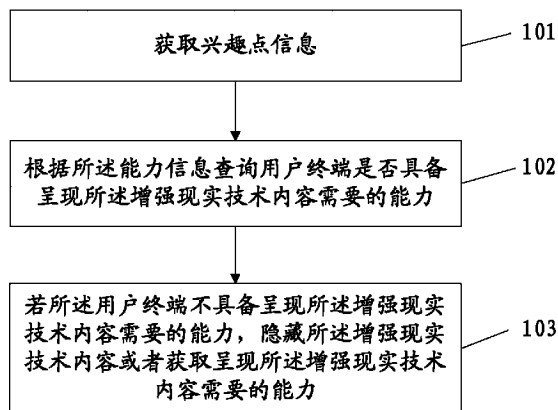 获取兴趣点信息
101
根据所述能力信息查询用户终端是否具备
呈现所述增强现实技术内容需要的能力
102
若所述用户终端不具备呈现所述增强现实
技术内容需要的能力，隐藏所述增强现实
技术内容或者获取呈现所述增强现实技术
内容需要的能力
103